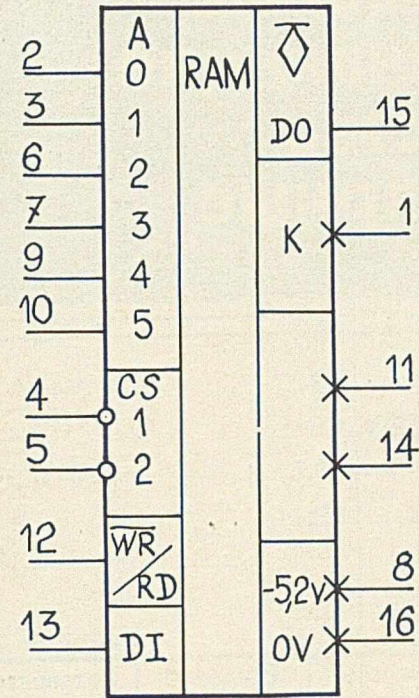 A
2 0 RAM
DO 15
3 1
6 2
7 3 K 1
9 4
10 5
CS
4 1 11
5 2 14
12 WR/RD
-5,2V 8
13 DI 0V 16